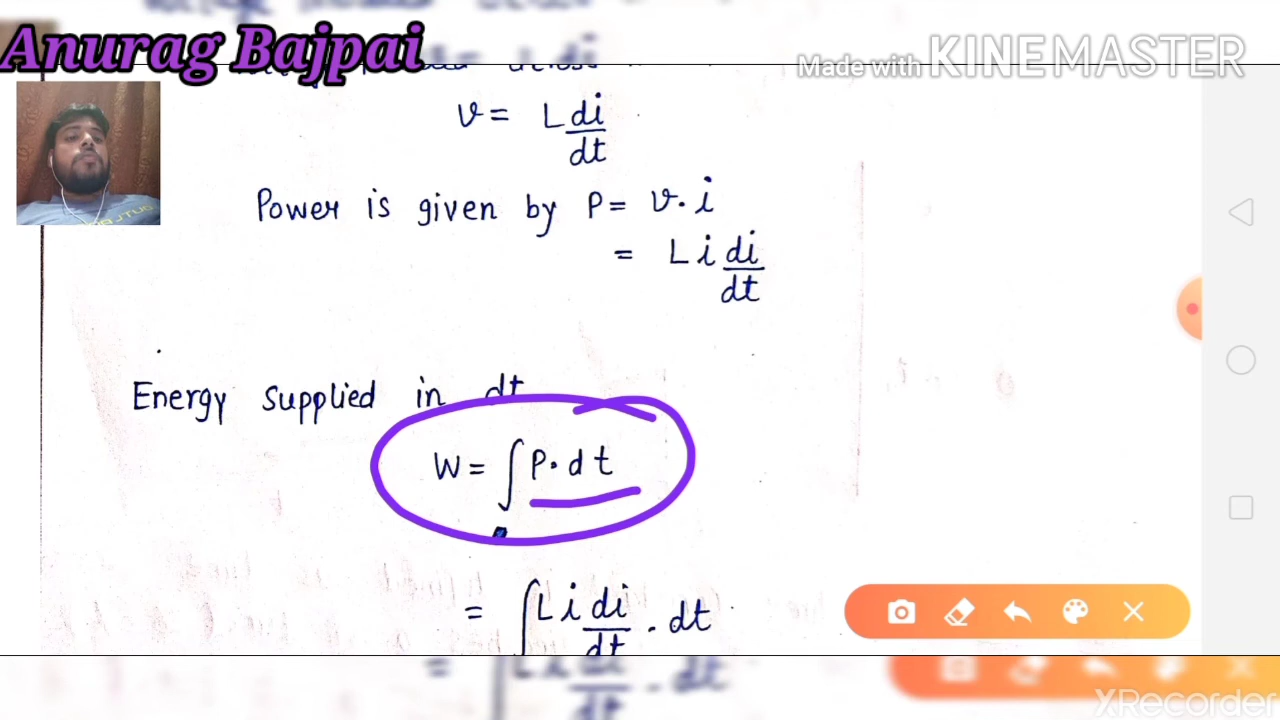 Anurag Bajpai
Made with KINEMASTER
v = L di/dt
Power is given by P = v. i
= L i di/dt
Energy Supplied in dt
W = ∫ P. d t
= ∫ L i di/dt . dt
XRecorder